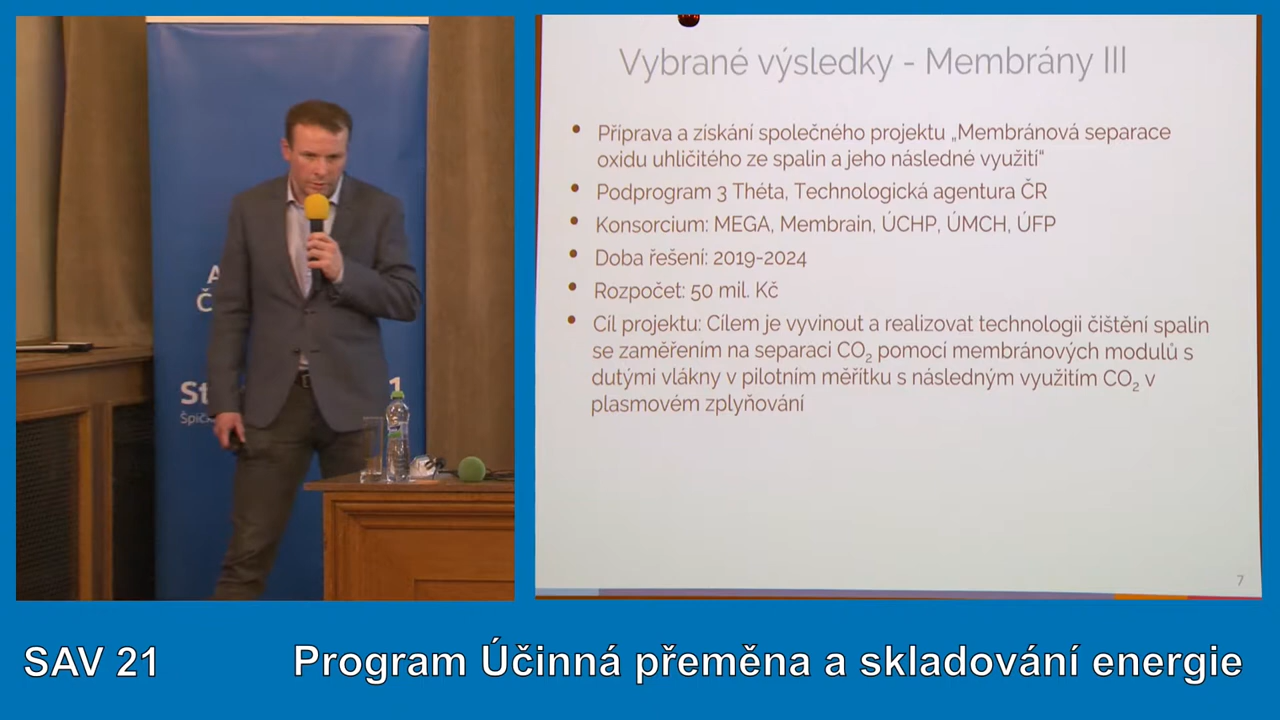 Vybrané výsledky - Membrány III
• Příprava a získání společného projektu „Membránová separace
oxidu uhličitého ze spalin a jeho následné využití“
• Podprogram 3 Théta, Technologická agentura ČR
• Konsorcium: MEGA, Membrain, ÚCHP, ÚMCH, ÚFP
• Doba řešení: 2019-2024
• Rozpočet: 50 mil. Kč
• Cíl projektu: Cílem je vyvinout a realizovat technologii čištění spalin
se zaměřením na separaci CO₂ pomocí membránových modulů s
dutými vlákny v pilotním měřítku s následným využitím CO₂ v
plasmovém zplyňování
7
SAV 21
Program Účinná přeměna a skladování energie